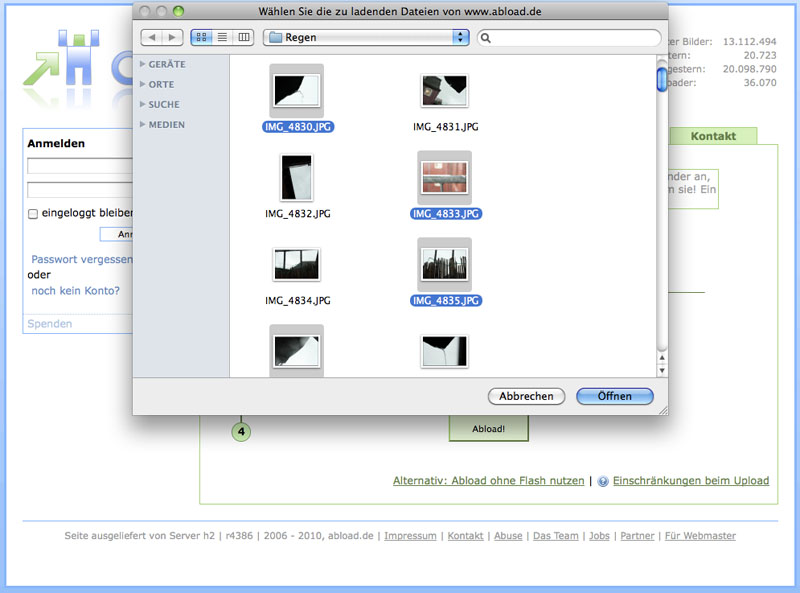 Wählen Sie die zu ladenden Dateien von www.abload.de
Regen
GERÄTE
ORTE
SUCHE
MEDIEN
IMG_4830.JPG
IMG_4831.JPG
IMG_4832.JPG
IMG_4833.JPG
IMG_4834.JPG
IMG_4835.JPG
Abbrechen
Öffnen
er Bilder: 13.112.494
tern: 20.723
gestern: 20.098.790
oader: 36.070
Kontakt
nder an,
n sie! Ein
Anmelden
eingeloggt bleiben
Passwort vergessen
oder
noch kein Konto?
Spenden
4
Abload!
Alternativ: Abload ohne Flash nutzen | Einschränkungen beim Upload
Seite ausgeliefert von Server h2 | r4386 | 2006 - 2010, abload.de | Impressum | Kontakt | Abuse | Das Team | Jobs | Partner | Für Webmaster